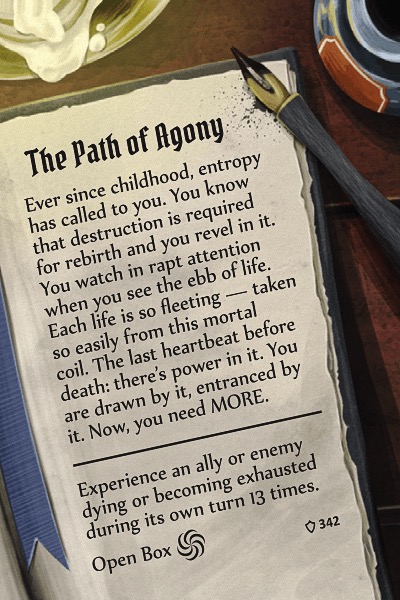 The Path of Agony
Ever since childhood, entropy
has called to you. You know
that destruction is required
for rebirth and you revel in it.
You watch in rapt attention
when you see the ebb of life.
Each life is so fleeting — taken
so easily from this mortal
coil. The last heartbeat before
death: there's power in it. You
are drawn by it, entranced by
it. Now, you need MORE.
Experience an ally or enemy
dying or becoming exhausted
during its own turn 13 times.
Open Box
342